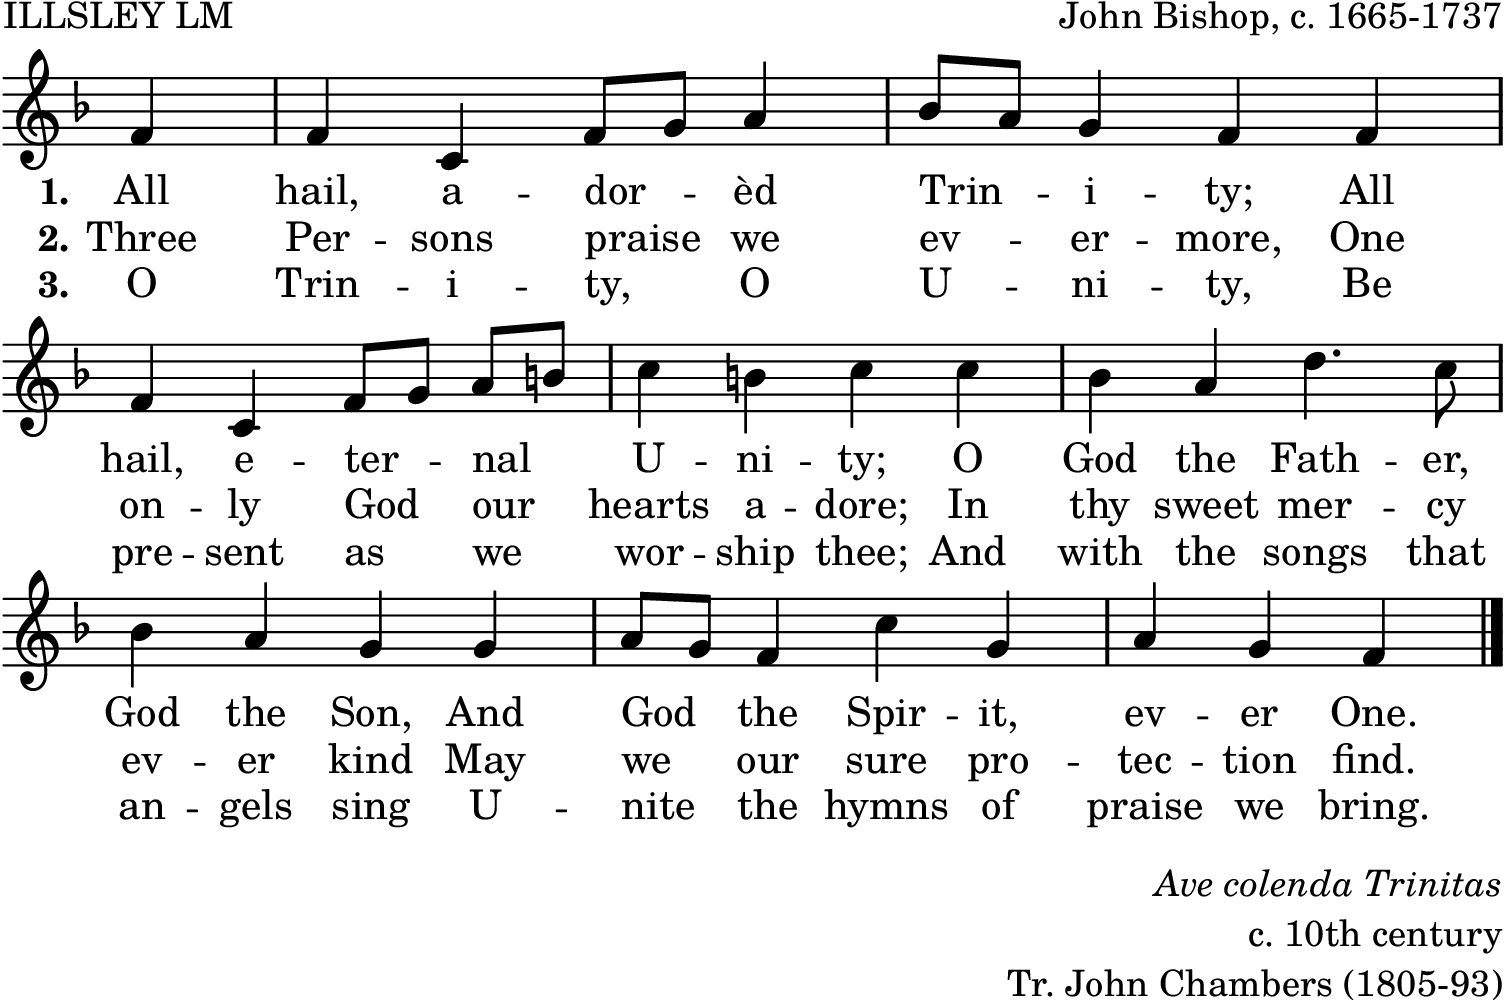 ILLSLEY LM John Bishop, c. 1665-1737
1. All hail, a - dor - èd Trin - i - ty; All
2. Three Per - sons praise we ev - er - more, One
3. O Trin - i - ty, O U - ni - ty, Be
hail, e - ter - nal U - ni - ty; O God the Fath - er,
on - ly God our hearts a - dore; In thy sweet mer - cy
pre - sent as we wor - ship thee; And with the songs that
God the Son, And God the Spir - it, ev - er One.
ev - er kind May we our sure pro - tec - tion find.
an - gels sing U - nite the hymns of praise we bring.
Ave colenda Trinitas
c. 10th century
Tr. John Chambers (1805-93)